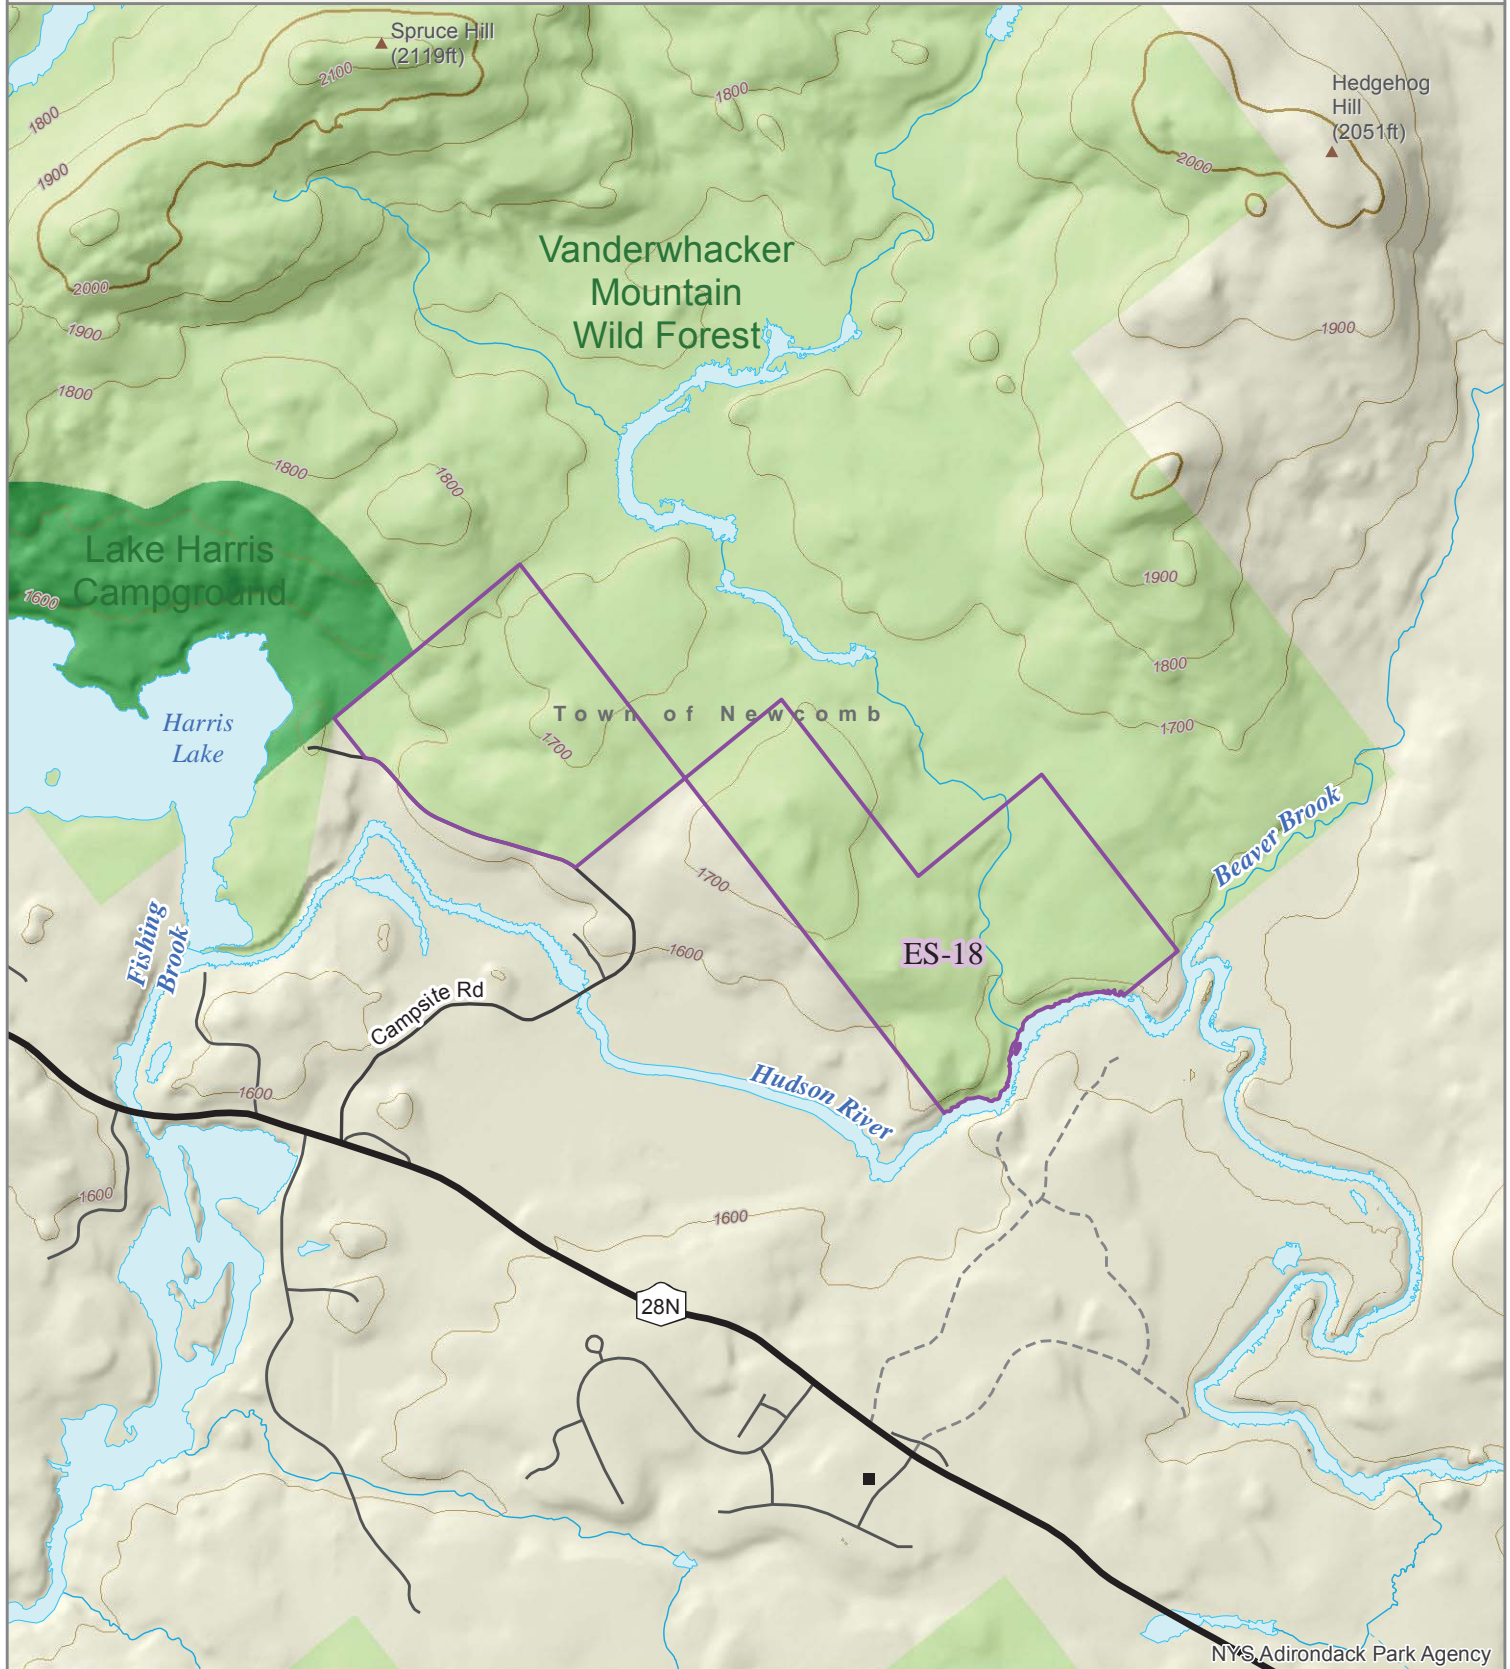 Spruce Hill
(2119ft)
2100
1800
1800
Hedgehog
Hill
(2051ft)
2000
1900
Vanderwhacker
Mountain
Wild Forest
2000
1900
1900
1800
1800
1800
Lake Harris
Campground
1600
1900
1800
Harris
Lake
Town of Newcomb
1700
1700
Beaver Brook
1700
Fishing
Brook
1600
ES-18
Campsite Rd
Hudson River
1600
1600
1600
28N
NYS Adirondack Park Agency